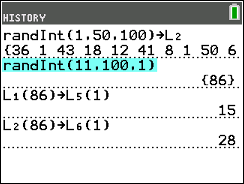 HISTORY
randInt(1,50,100)→L₂
{36 1 43 18 12 41 8 1 50 6
randInt(11,100,1)
{86}
L₁(86)→L₅(1)
15
L₂(86)→L₆(1)
28